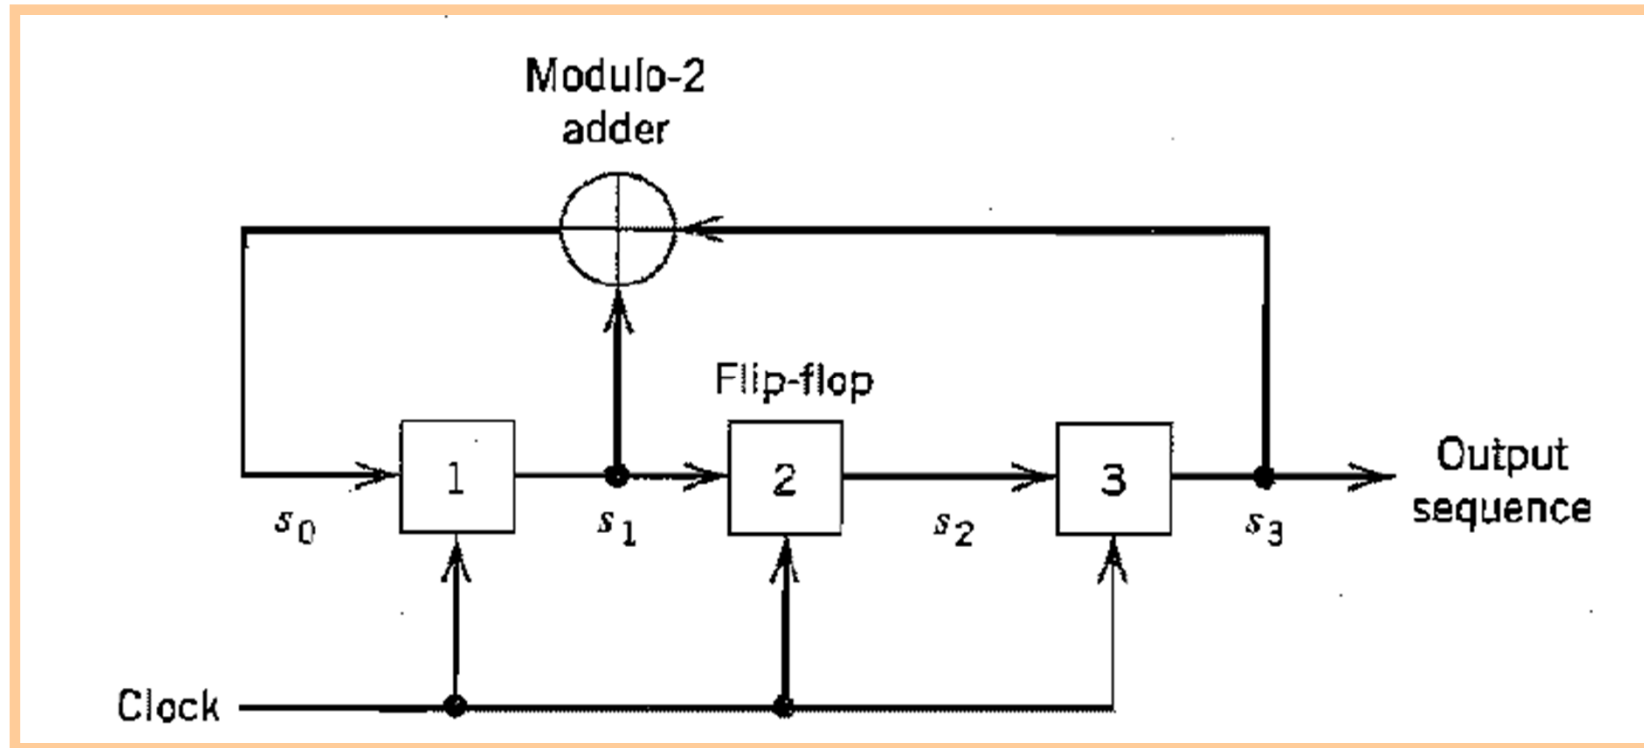 Modulo-2
adder
Flip-flop
1
2
3
Output
sequence
s0
s1
s2
s3
Clock